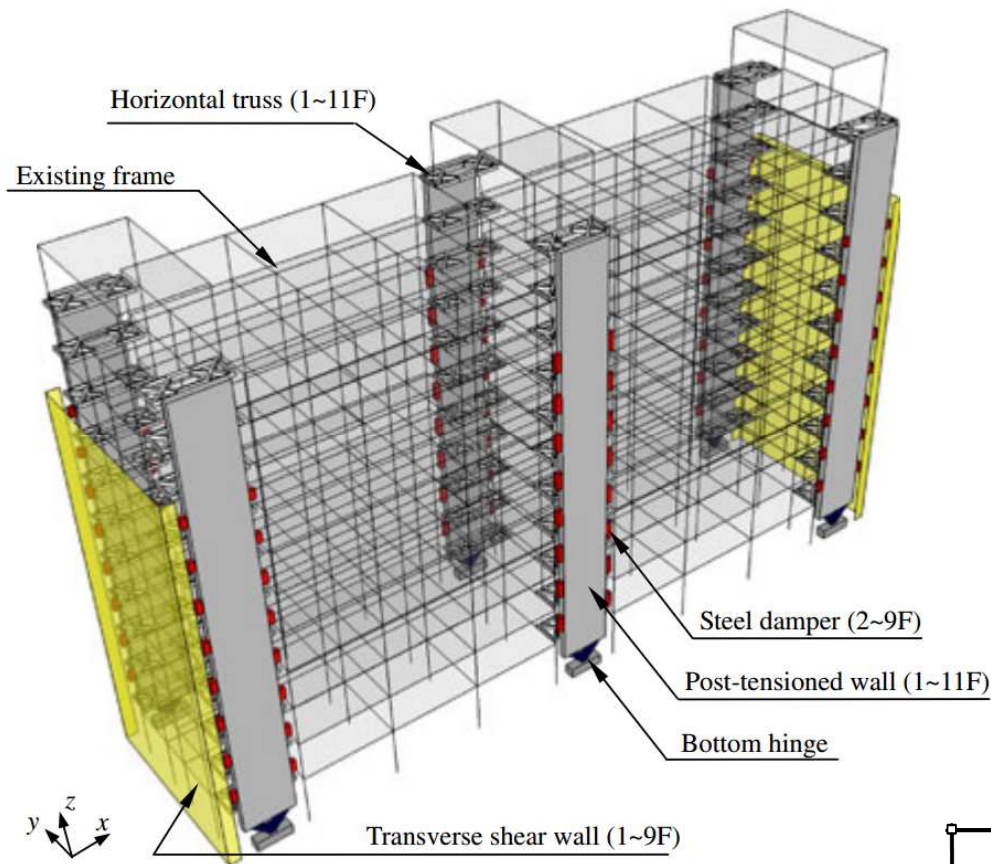 Horizontal truss (1~11F)
Existing frame
Steel damper (2~9F)
Post-tensioned wall (1~11F)
Bottom hinge
Transverse shear wall (1~9F)
z
y
x